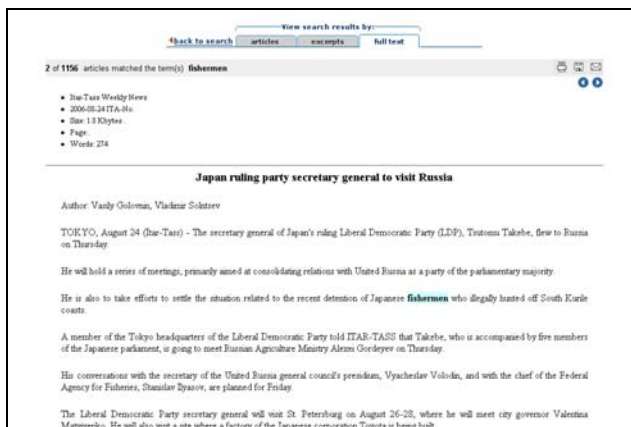 View search results by:
back to search articles excerpts full text
2 of 1156 articles matched the term(s) fishermen
Itar-Tass Weekly News
2006-08-24 ITA-No.
Size: 1.8 Kbytes .
Page:
Words: 274
Japan ruling party secretary general to visit Russia
Author: Vasily Golovnin, Vladimir Solntsev
TOKYO, August 24 (Itar-Tass) - The secretary general of Japan's ruling Liberal Democratic Party (LDP), Tsutomu Takebe, flew to Russia
on Thursday.
He will hold a series of meetings, primarily aimed at consolidating relations with United Russia as a party of the parliamentary majority.
He is also to take efforts to settle the situation related to the recent detention of Japanese fishermen who illegally hunted off South Kurile
coasts.
A member of the Tokyo headquarters of the Liberal Democratic Party told ITAR-TASS that Takebe, who is accompanied by five members
of the Japanese parliament, is going to meet Russian Agriculture Ministry Alexei Gordeyev on Thursday.
His conversations with the secretary of the United Russia general council's presidium, Vyacheslav Volodin, and with the chief of the Federal
Agency for Fisheries, Stanislav Ilyasov, are planned for Friday.
The Liberal Democratic Party secretary general will visit St. Petersburg on August 26-28, where he will meet city governor Valentina
Matviyenko. He will also visit a site where a factory of the Japanese corporation Toyota is being built.